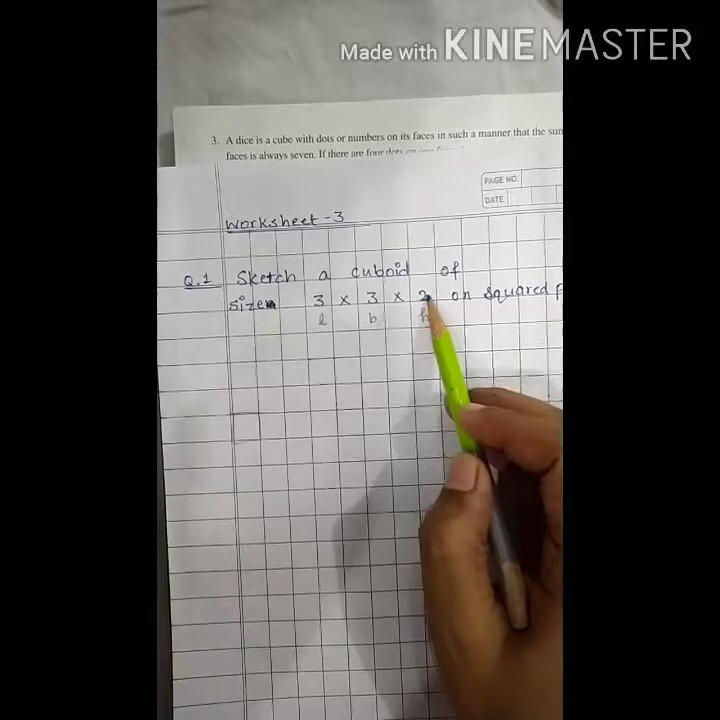 Made with KINEMASTER
3. A dice is a cube with dots or numbers on its faces in such a manner that the sum
faces is always seven. If there are four dots on one
PAGE NO.
DATE
Worksheet-3
Q.1 Sketch a cuboid of
size 3 x 3 x 2 on squared
l b h